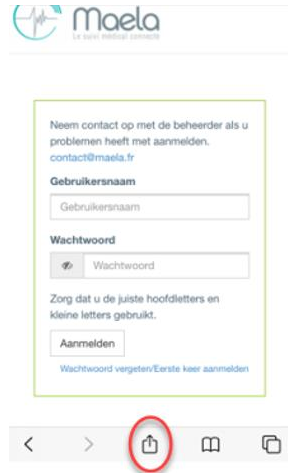 Maela
Le suivi médical connecté
Neem contact op met de beheerder als u
problemen heeft met aanmelden.
contact@maela.fr
Gebruikersnaam
Gebruikersnaam
Wachtwoord
Wachtwoord
Zorg dat u de juiste hoofdletters en
kleine letters gebruikt.
Aanmelden
Wachtwoord vergeten/Eerste keer aanmelden